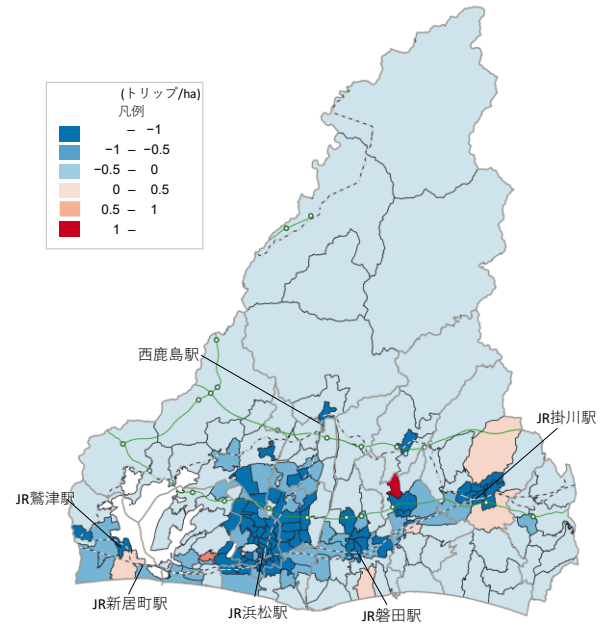 (トリップ/ha)
凡例
– −1
−1 – −0.5
−0.5 – 0
0 – 0.5
0.5 – 1
1 –
西鹿島駅
JR掛川駅
JR鷲津駅
JR新居町駅
JR浜松駅
JR磐田駅